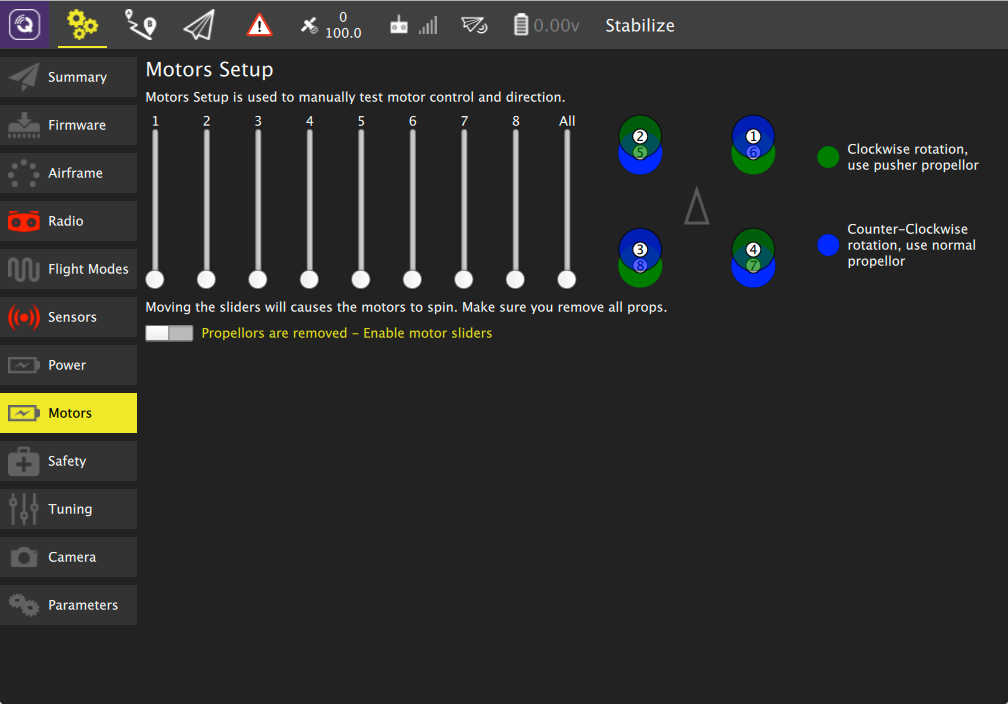 0
100.0
0.00v
Stabilize
B
Summary
Firmware
Airframe
Radio
Flight Modes
Sensors
Power
Motors
Safety
Tuning
Camera
Parameters
Motors Setup
Motors Setup is used to manually test motor control and direction.
1 2 3 4 5 6 7 8 All
2 1
5 6
3 4
8 7
Clockwise rotation,
use pusher propellor
Counter-Clockwise
rotation, use normal
propellor
Moving the sliders will causes the motors to spin. Make sure you remove all props.
Propellors are removed - Enable motor sliders